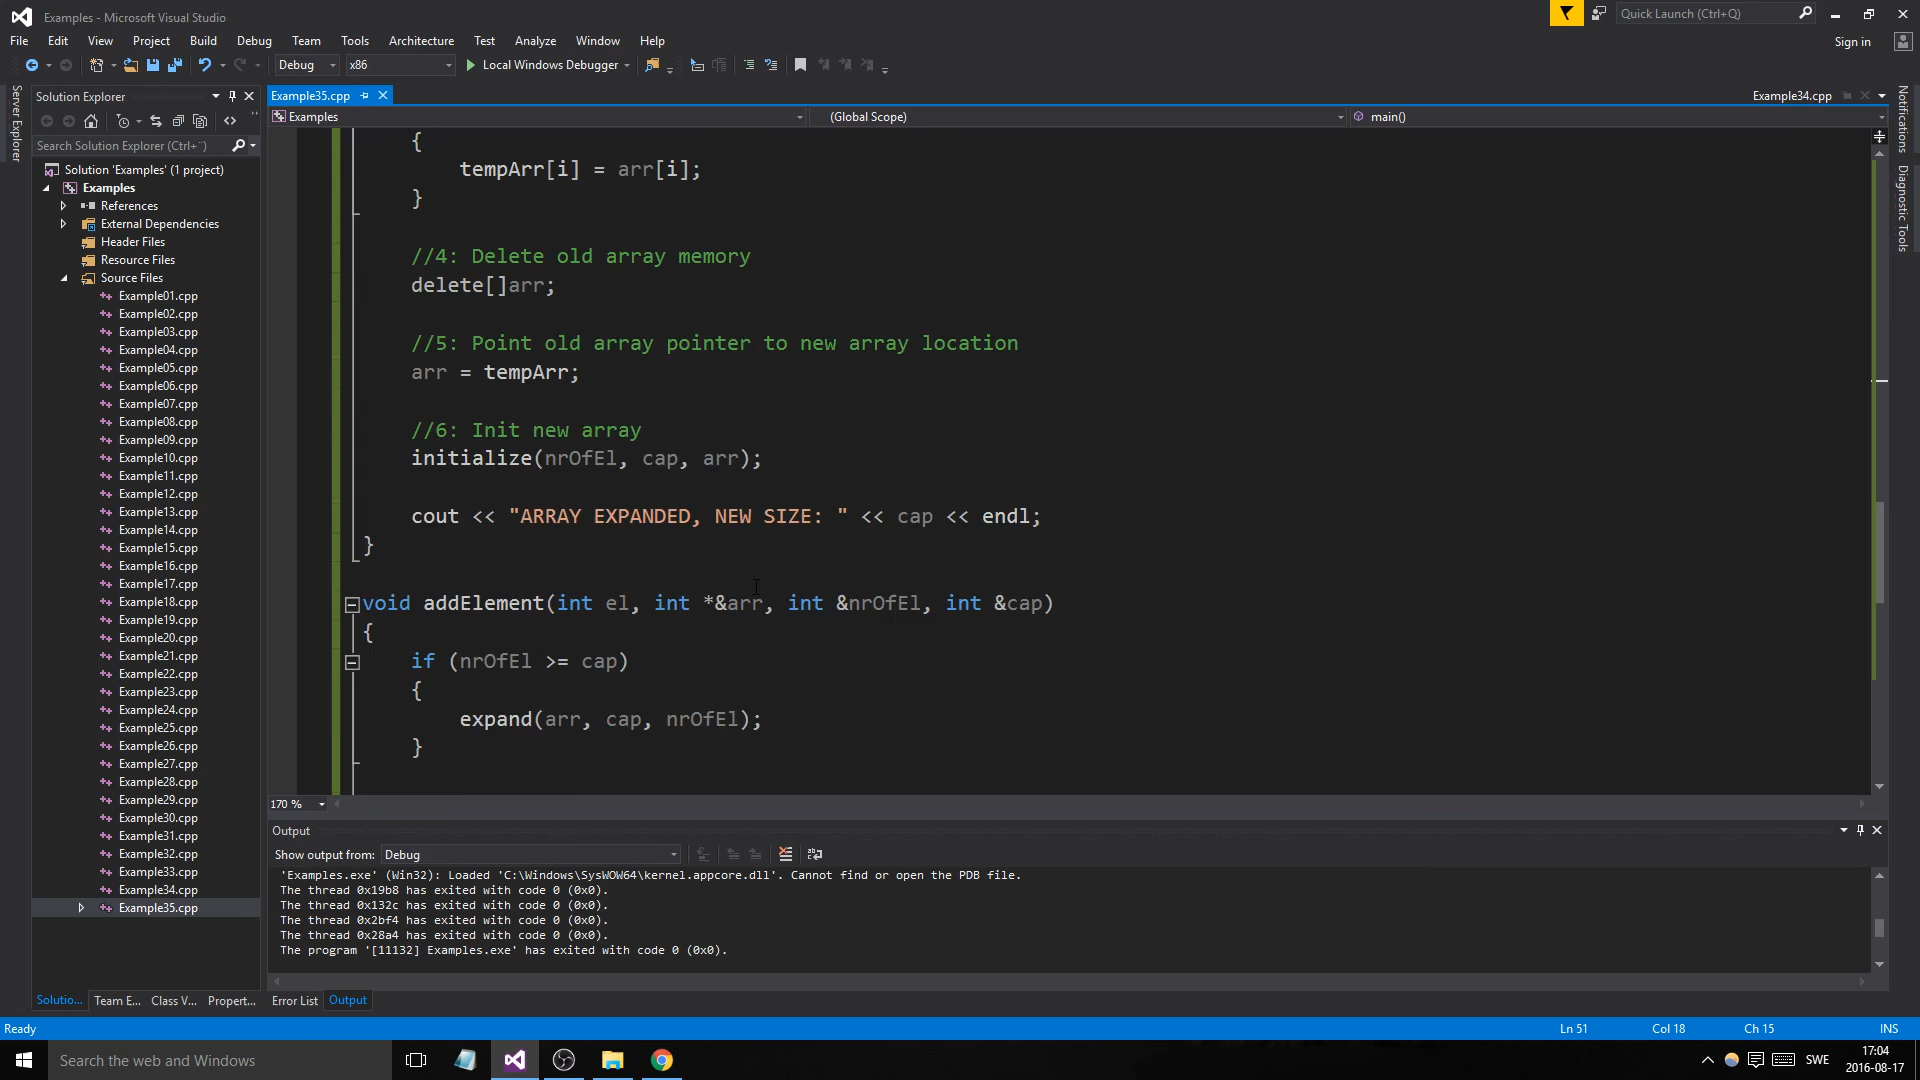 Examples - Microsoft Visual Studio
Quick Launch (Ctrl+Q)
File Edit View Project Build Debug Team Tools Architecture Test Analyze Window Help
Sign in
Debug x86 Local Windows Debugger
Server Explorer
Solution Explorer
Search Solution Explorer (Ctrl+¨)
Solution 'Examples' (1 project)
Examples
References
External Dependencies
Header Files
Resource Files
Source Files
Example01.cpp
Example02.cpp
Example03.cpp
Example04.cpp
Example05.cpp
Example06.cpp
Example07.cpp
Example08.cpp
Example09.cpp
Example10.cpp
Example11.cpp
Example12.cpp
Example13.cpp
Example14.cpp
Example15.cpp
Example16.cpp
Example17.cpp
Example18.cpp
Example19.cpp
Example20.cpp
Example21.cpp
Example22.cpp
Example23.cpp
Example24.cpp
Example25.cpp
Example26.cpp
Example27.cpp
Example28.cpp
Example29.cpp
Example30.cpp
Example31.cpp
Example32.cpp
Example33.cpp
Example34.cpp
Example35.cpp
Solutio... Team E... Class V... Propert...
Example35.cpp
Example34.cpp
Examples (Global Scope) main()
{
tempArr[i] = arr[i];
}
//4: Delete old array memory
delete[]arr;
//5: Point old array pointer to new array location
arr = tempArr;
//6: Init new array
initialize(nrOfEl, cap, arr);
cout << "ARRAY EXPANDED, NEW SIZE: " << cap << endl;
}
void addElement(int el, int *&arr, int &nrOfEl, int &cap)
{
if (nrOfEl >= cap)
{
expand(arr, cap, nrOfEl);
}
170 %
Output
Show output from: Debug
'Examples.exe' (Win32): Loaded 'C:\Windows\SysWOW64\kernel.appcore.dll'. Cannot find or open the PDB file.
The thread 0x19b8 has exited with code 0 (0x0).
The thread 0x132c has exited with code 0 (0x0).
The thread 0x2bf4 has exited with code 0 (0x0).
The thread 0x28a4 has exited with code 0 (0x0).
The program '[11132] Examples.exe' has exited with code 0 (0x0).
Error List Output
Notifications
Diagnostic Tools
Ready
Ln 51 Col 18 Ch 15 INS
Search the web and Windows
SWE
17:04
2016-08-17